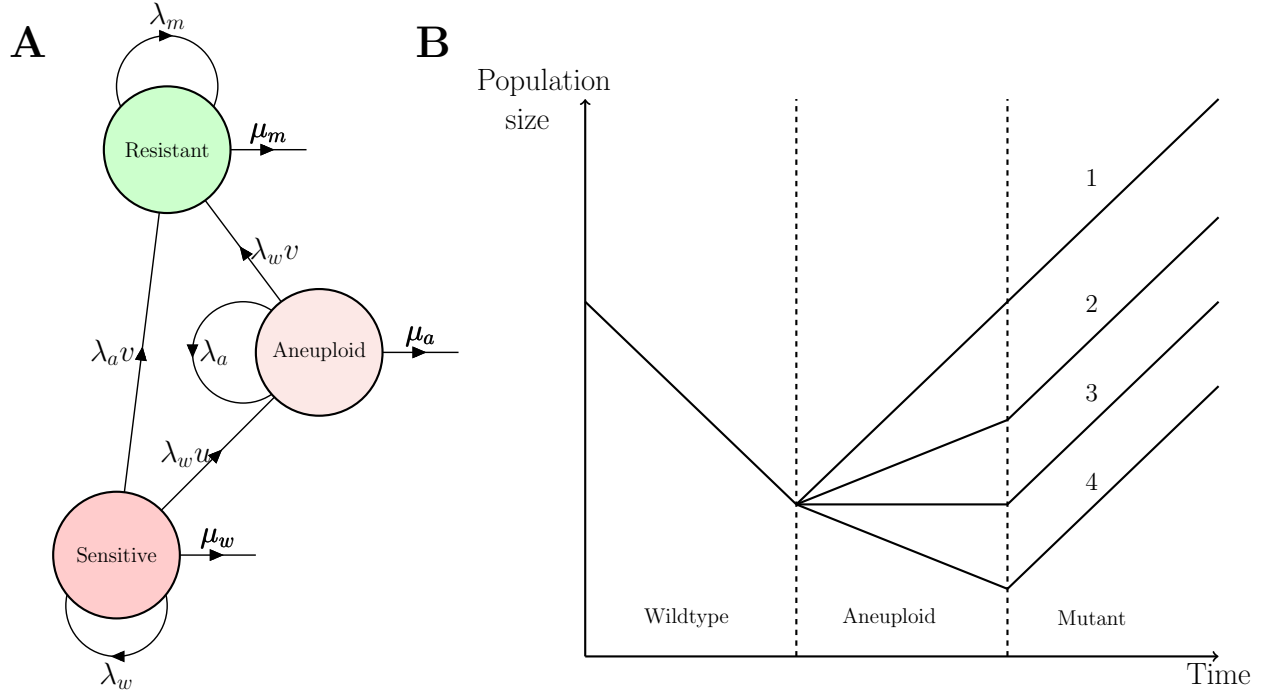 A
λ_m
Resistant
μ_m
λ_w v
λ_a v
λ_a
Aneuploid
μ_a
λ_w u
Sensitive
μ_w
λ_w
B
Population
size
1
2
3
4
Wildtype
Aneuploid
Mutant
Time